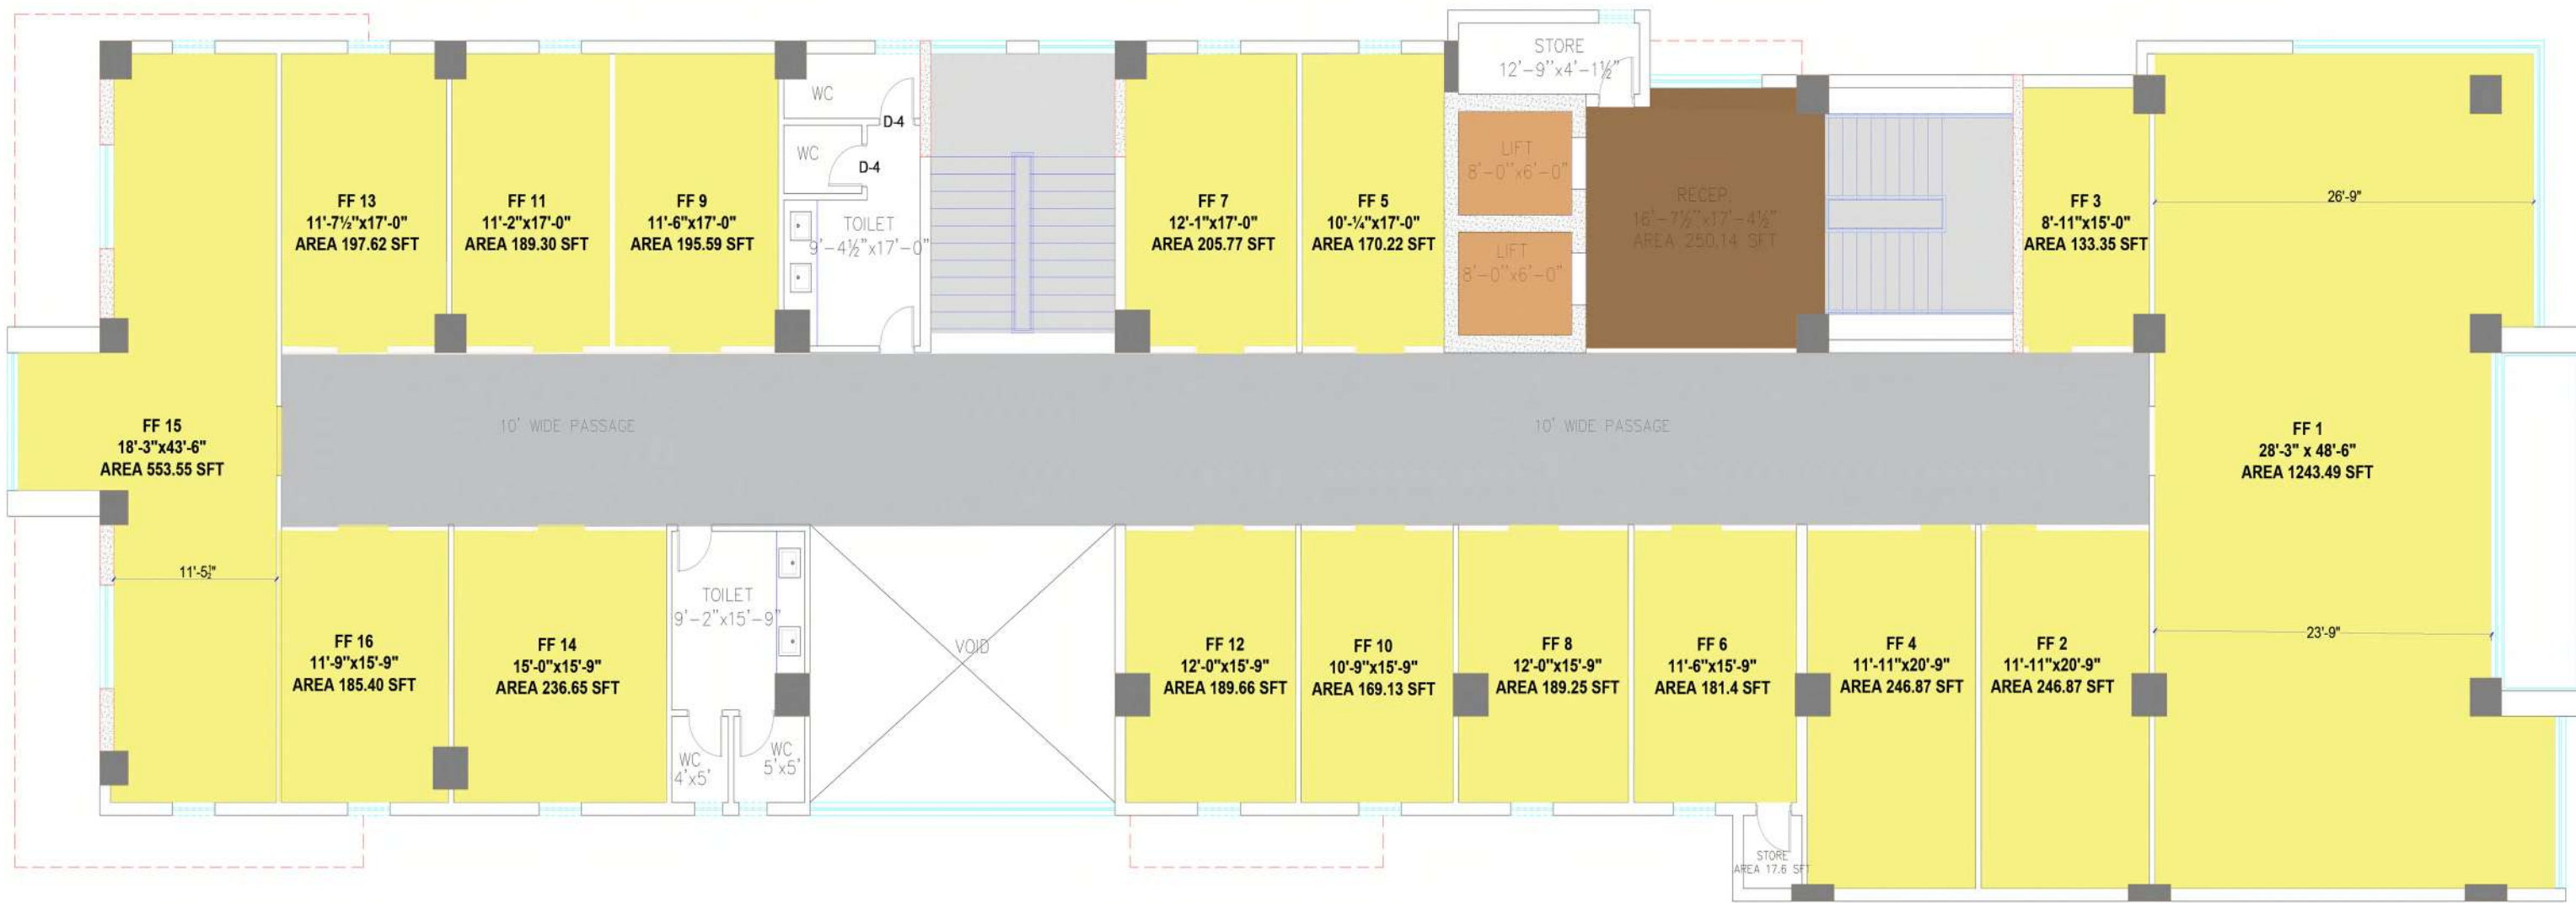 STORE
12'-9"x4'-1½"
WC
D-4
WC
D-4
TOILET
9'-4½"x17'-0"
LIFT
8'-0"x6'-0"
LIFT
8'-0"x6'-0"
RECEP.
16'-7½"x17'-4½"
AREA 250.14 SFT
FF 13
11'-7½"x17'-0"
AREA 197.62 SFT
FF 11
11'-2"x17'-0"
AREA 189.30 SFT
FF 9
11'-6"x17'-0"
AREA 195.59 SFT
FF 7
12'-1"x17'-0"
AREA 205.77 SFT
FF 5
10'-¼"x17'-0"
AREA 170.22 SFT
FF 3
8'-11"x15'-0"
AREA 133.35 SFT
26'-9"
FF 15
18'-3"x43'-6"
AREA 553.55 SFT
10' WIDE PASSAGE
10' WIDE PASSAGE
FF 1
28'-3" x 48'-6"
AREA 1243.49 SFT
11'-5½"
23'-9"
FF 16
11'-9"x15'-9"
AREA 185.40 SFT
FF 14
15'-0"x15'-9"
AREA 236.65 SFT
TOILET
9'-2"x15'-9"
WC
4'x5'
WC
5'x5'
VOID
FF 12
12'-0"x15'-9"
AREA 189.66 SFT
FF 10
10'-9"x15'-9"
AREA 169.13 SFT
FF 8
12'-0"x15'-9"
AREA 189.25 SFT
FF 6
11'-6"x15'-9"
AREA 181.4 SFT
FF 4
11'-11"x20'-9"
AREA 246.87 SFT
FF 2
11'-11"x20'-9"
AREA 246.87 SFT
STORE
AREA 17.6 SFT